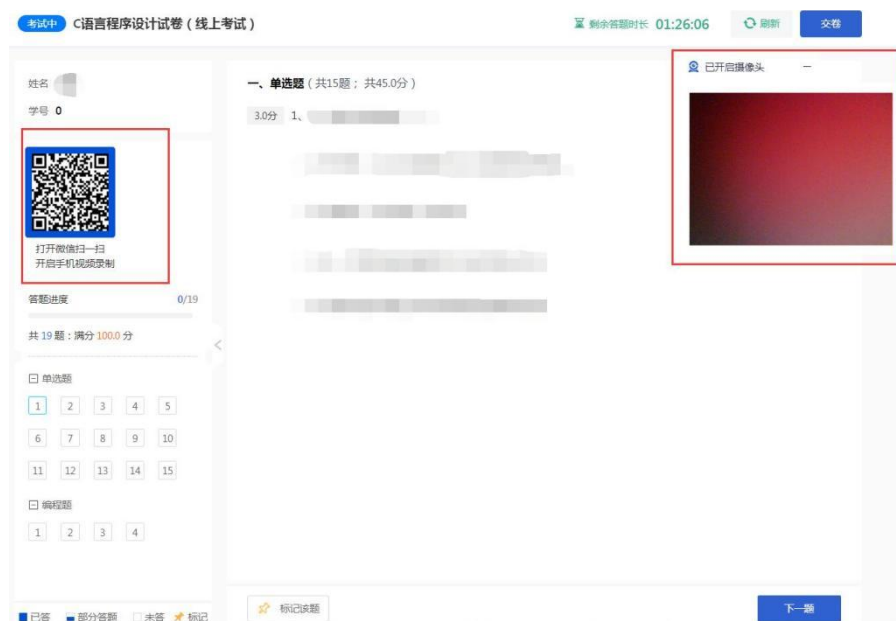 考试中 C语言程序设计试卷（线上考试）
剩余答题时长 01:26:06 刷新 交卷
姓名
学号 0
打开微信扫一扫
开启手机视频录制
答题进度 0/19
共 19 题：满分 100.0 分
单选题
1 2 3 4 5
6 7 8 9 10
11 12 13 14 15
编程题
1 2 3 4
已答 部分答题 未答 标记
一、单选题（共15题；共45.0分）
3.0分 1、
标记该题 下一题
已开启摄像头